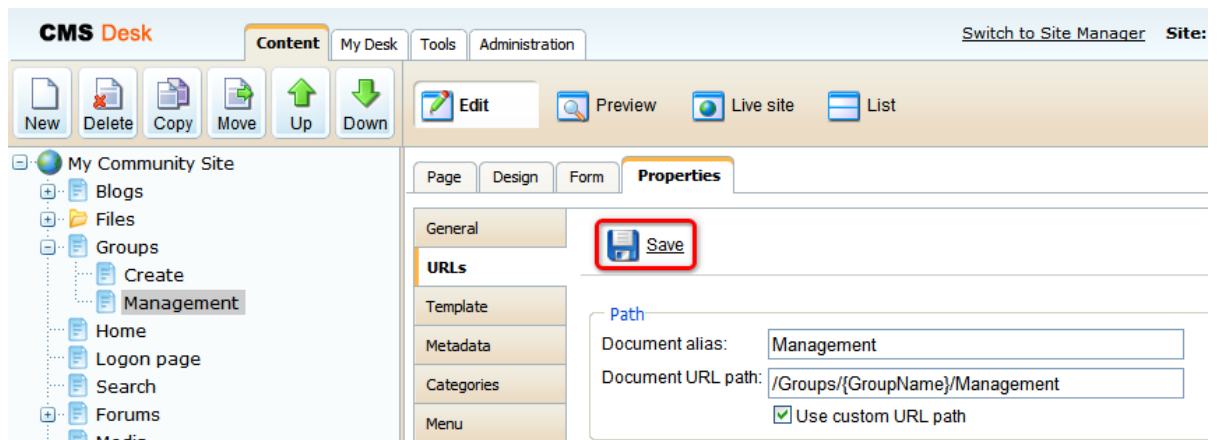 CMS Desk
Content My Desk Tools Administration
Switch to Site Manager Site:
New Delete Copy Move Up Down
Edit Preview Live site List
My Community Site
Blogs
Files
Groups
Create
Management
Home
Logon page
Search
Forums
Media
Page Design Form Properties
General
URLs
Template
Metadata
Categories
Menu
Save
Path
Document alias: Management
Document URL path: /Groups/{GroupName}/Management
Use custom URL path